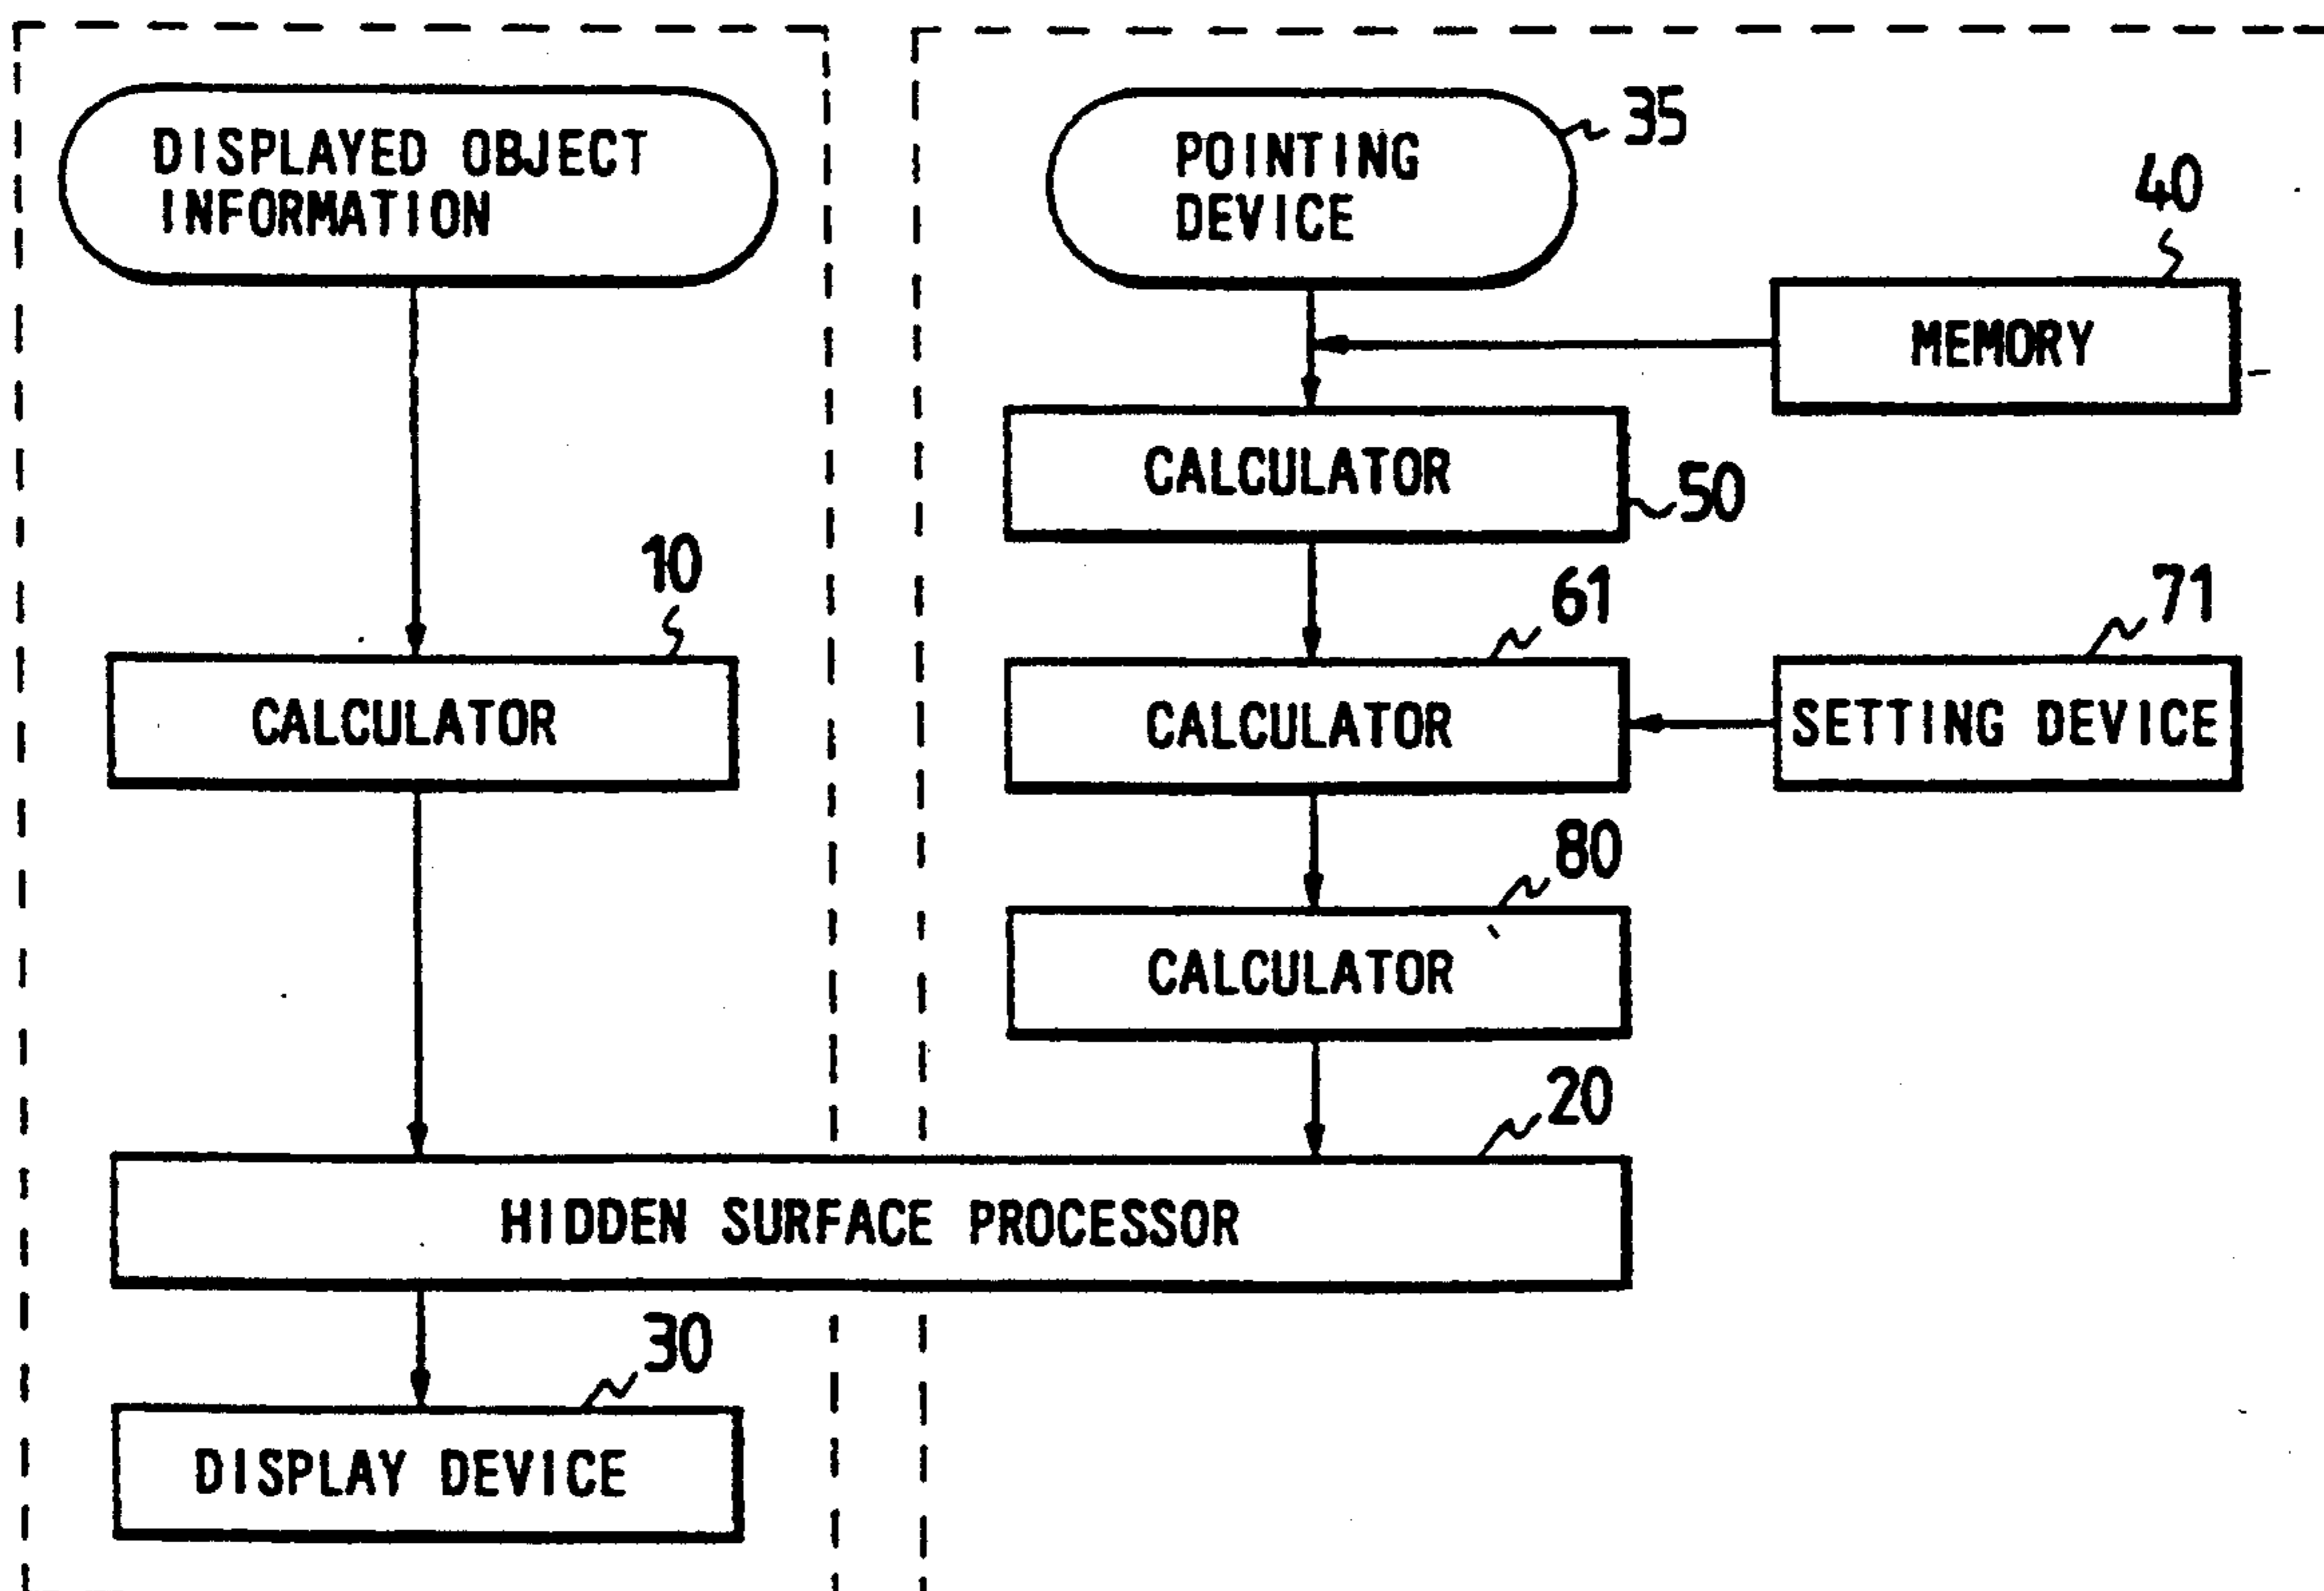 DISPLAYED OBJECT
INFORMATION
POINTING
DEVICE
35
40
MEMORY
CALCULATOR
50
10
61
71
CALCULATOR
CALCULATOR
SETTING DEVICE
80
CALCULATOR
20
HIDDEN SURFACE PROCESSOR
30
DISPLAY DEVICE